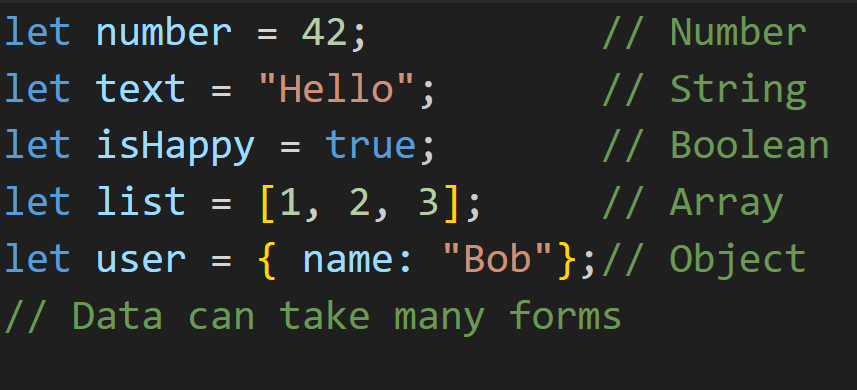 let number = 42;          // Number
let text = "Hello";       // String
let isHappy = true;       // Boolean
let list = [1, 2, 3];     // Array
let user = { name: "Bob"};// Object
// Data can take many forms